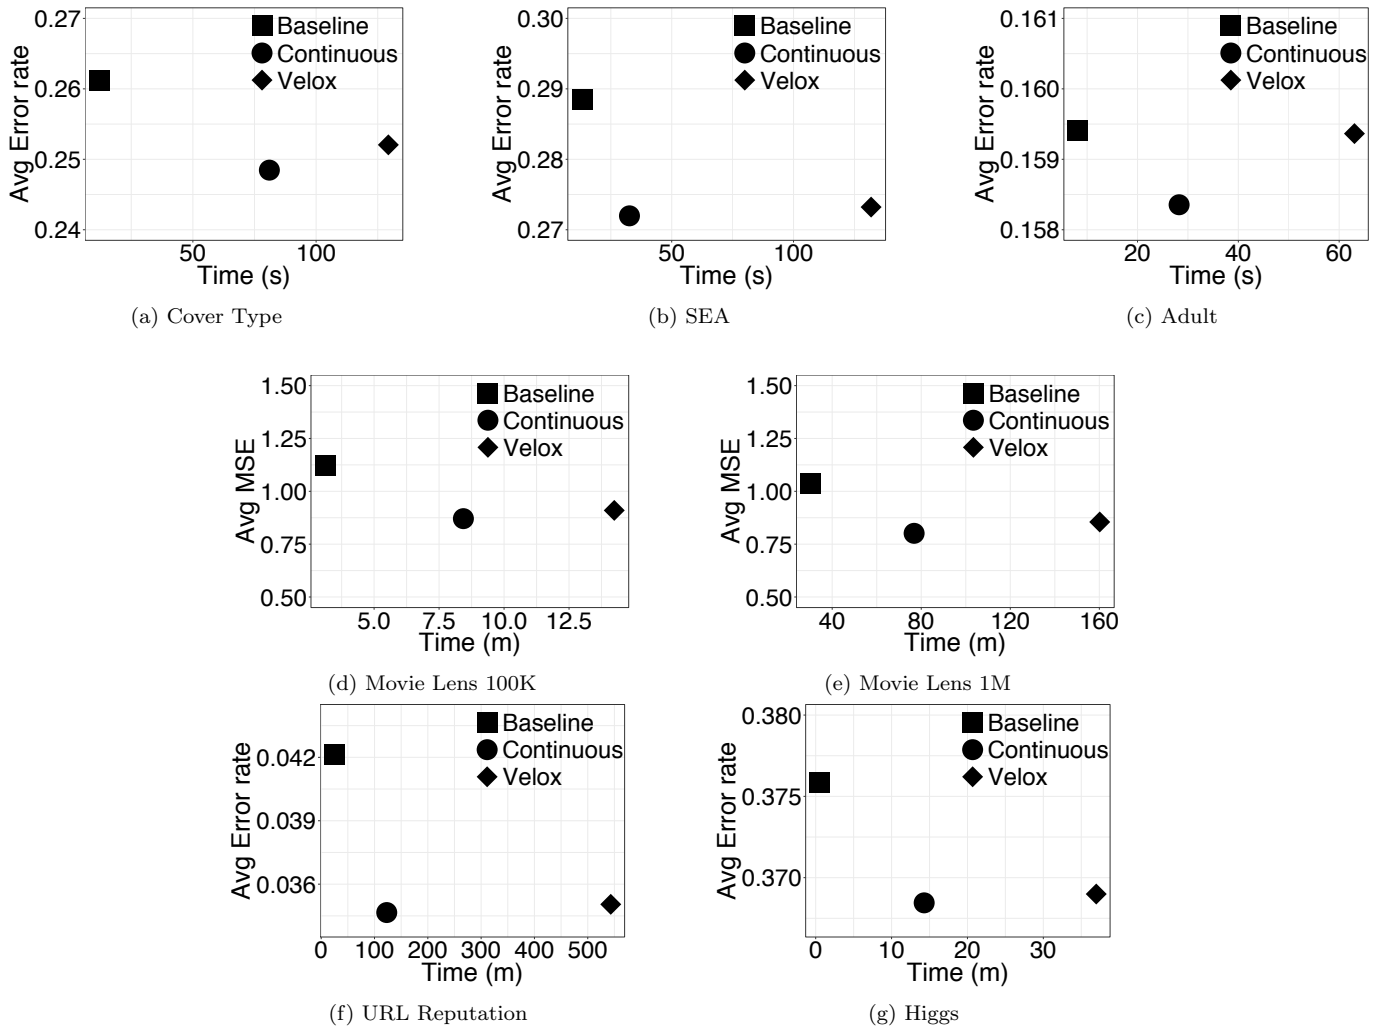 0.27
0.26
0.25
0.24
Avg Error rate
Baseline
Continuous
Velox
50 100
Time (s)
(a) Cover Type
0.30
0.29
0.28
0.27
Avg Error rate
Baseline
Continuous
Velox
50 100
Time (s)
(b) SEA
0.161
0.160
0.159
0.158
Avg Error rate
Baseline
Continuous
Velox
20 40 60
Time (s)
(c) Adult
1.50
1.25
1.00
0.75
0.50
Avg MSE
Baseline
Continuous
Velox
5.0 7.5 10.0 12.5
Time (m)
(d) Movie Lens 100K
1.50
1.25
1.00
0.75
0.50
Avg MSE
Baseline
Continuous
Velox
40 80 120 160
Time (m)
(e) Movie Lens 1M
0.042
0.039
0.036
Avg Error rate
Baseline
Continuous
Velox
0 100 200 300 400 500
Time (m)
(f) URL Reputation
0.380
0.375
0.370
Avg Error rate
Baseline
Continuous
Velox
0 10 20 30
Time (m)
(g) Higgs